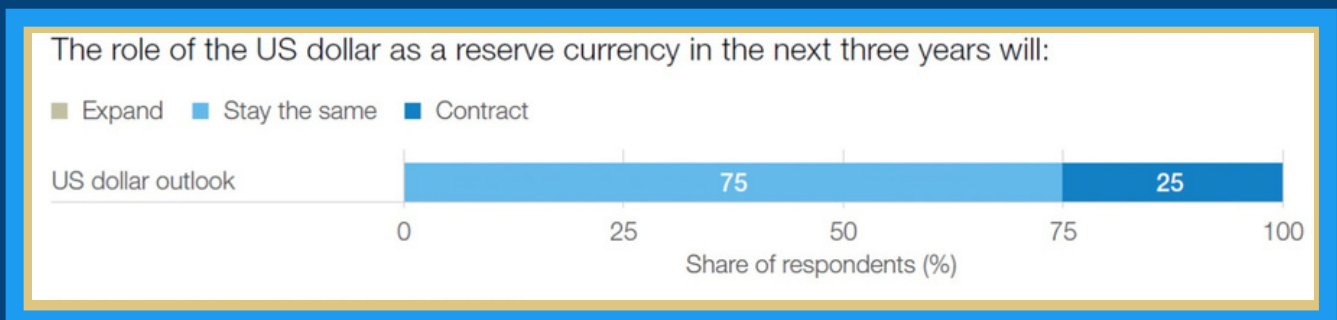 The role of the US dollar as a reserve currency in the next three years will:
Expand Stay the same Contract
US dollar outlook 75 25
0 25 50 75 100
Share of respondents (%)